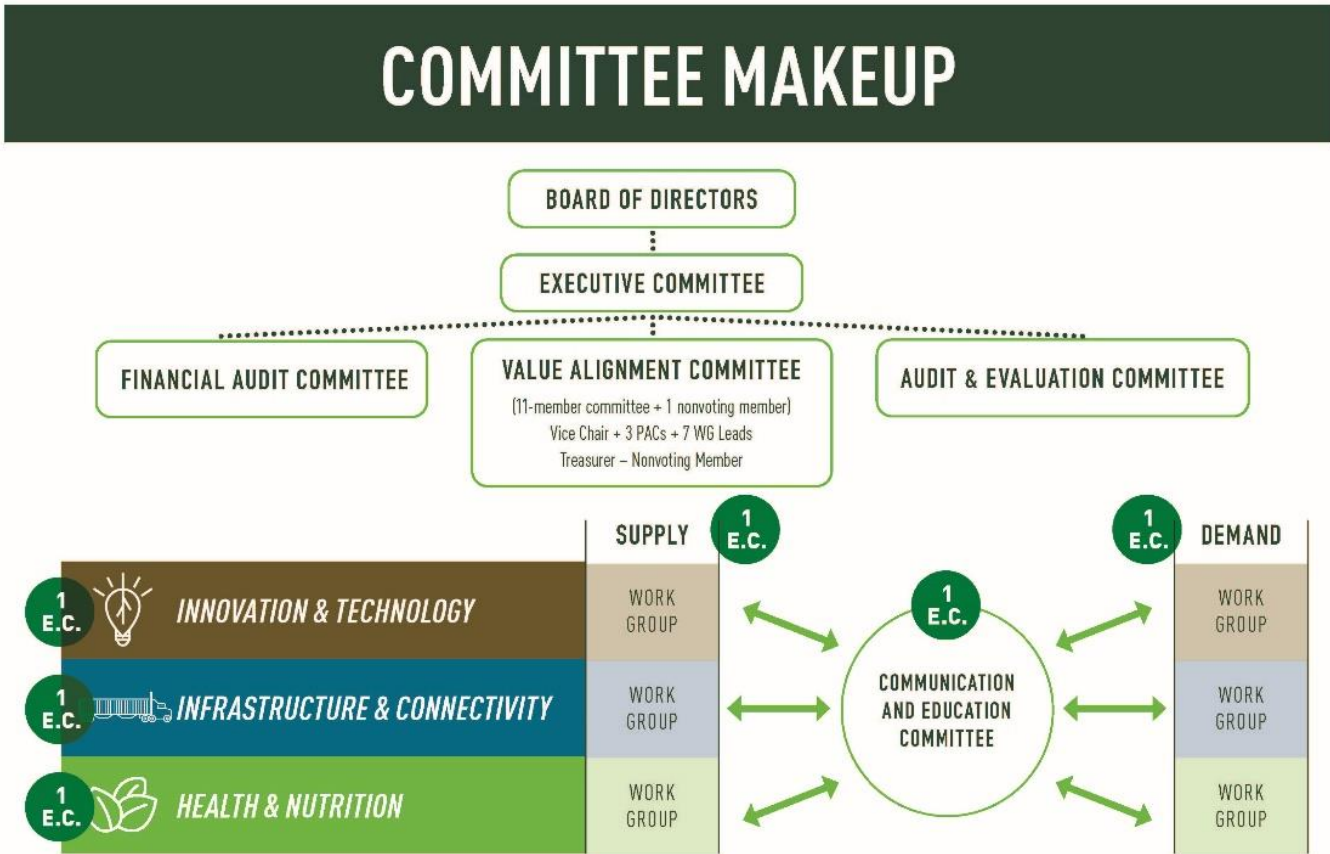 COMMITTEE MAKEUP
BOARD OF DIRECTORS
EXECUTIVE COMMITTEE
FINANCIAL AUDIT COMMITTEE
VALUE ALIGNMENT COMMITTEE
(11-member committee + 1 nonvoting member)
Vice Chair + 3 PACs + 7 WG Leads
Treasurer – Nonvoting Member
AUDIT & EVALUATION COMMITTEE
SUPPLY
1
E.C.
1
E.C.
DEMAND
1
E.C.
INNOVATION & TECHNOLOGY
WORK
GROUP
1
E.C.
WORK
GROUP
1
E.C.
INFRASTRUCTURE & CONNECTIVITY
WORK
GROUP
COMMUNICATION
AND EDUCATION
COMMITTEE
WORK
GROUP
1
E.C.
HEALTH & NUTRITION
WORK
GROUP
WORK
GROUP